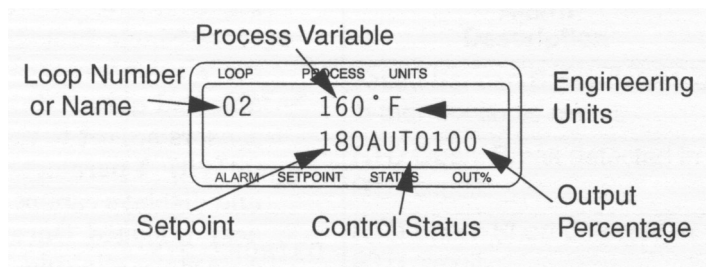 Process Variable
Loop Number
or Name
LOOP PROCESS UNITS
Engineering
Units
02 160°F
180AUTO100
ALARM SETPOINT STATUS OUT%
Setpoint
Control Status
Output
Percentage